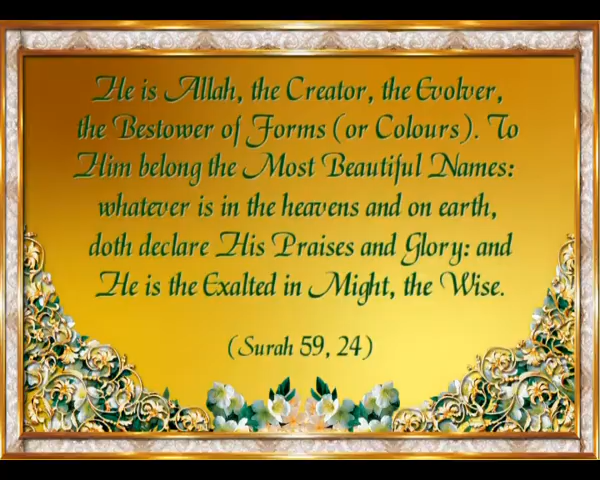 He is Allah, the Creator, the Evolver,
the Bestower of Forms (or Colours). To
Him belong the Most Beautiful Names:
whatever is in the heavens and on earth,
doth declare His Praises and Glory: and
He is the Exalted in Might, the Wise.
(Surah 59, 24)